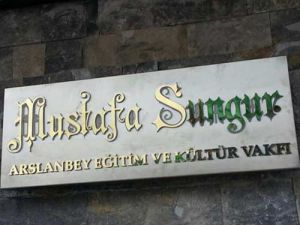 Mustafa Sungur
ARSLANBEY EĞİTİM VE KÜLTÜR VAKFI